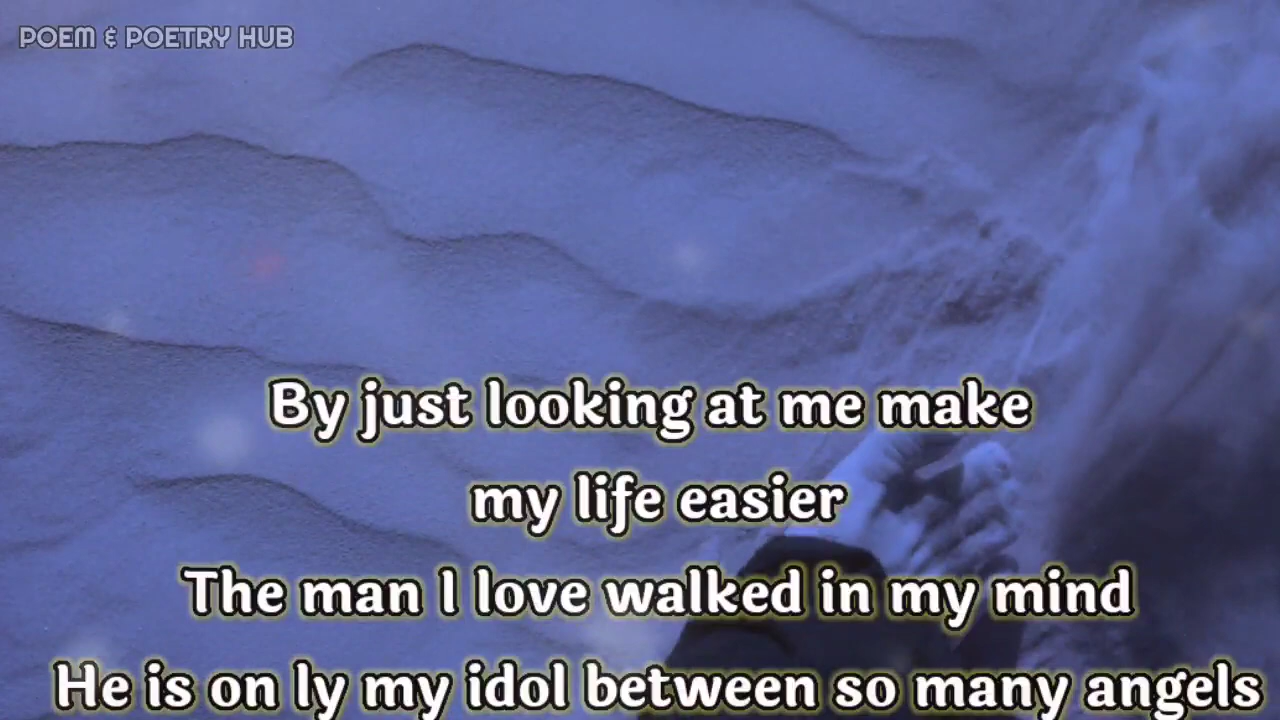 POEM & POETRY HUB
By just looking at me make
my life easier
The man I love walked in my mind
He is on ly my idol between so many angels